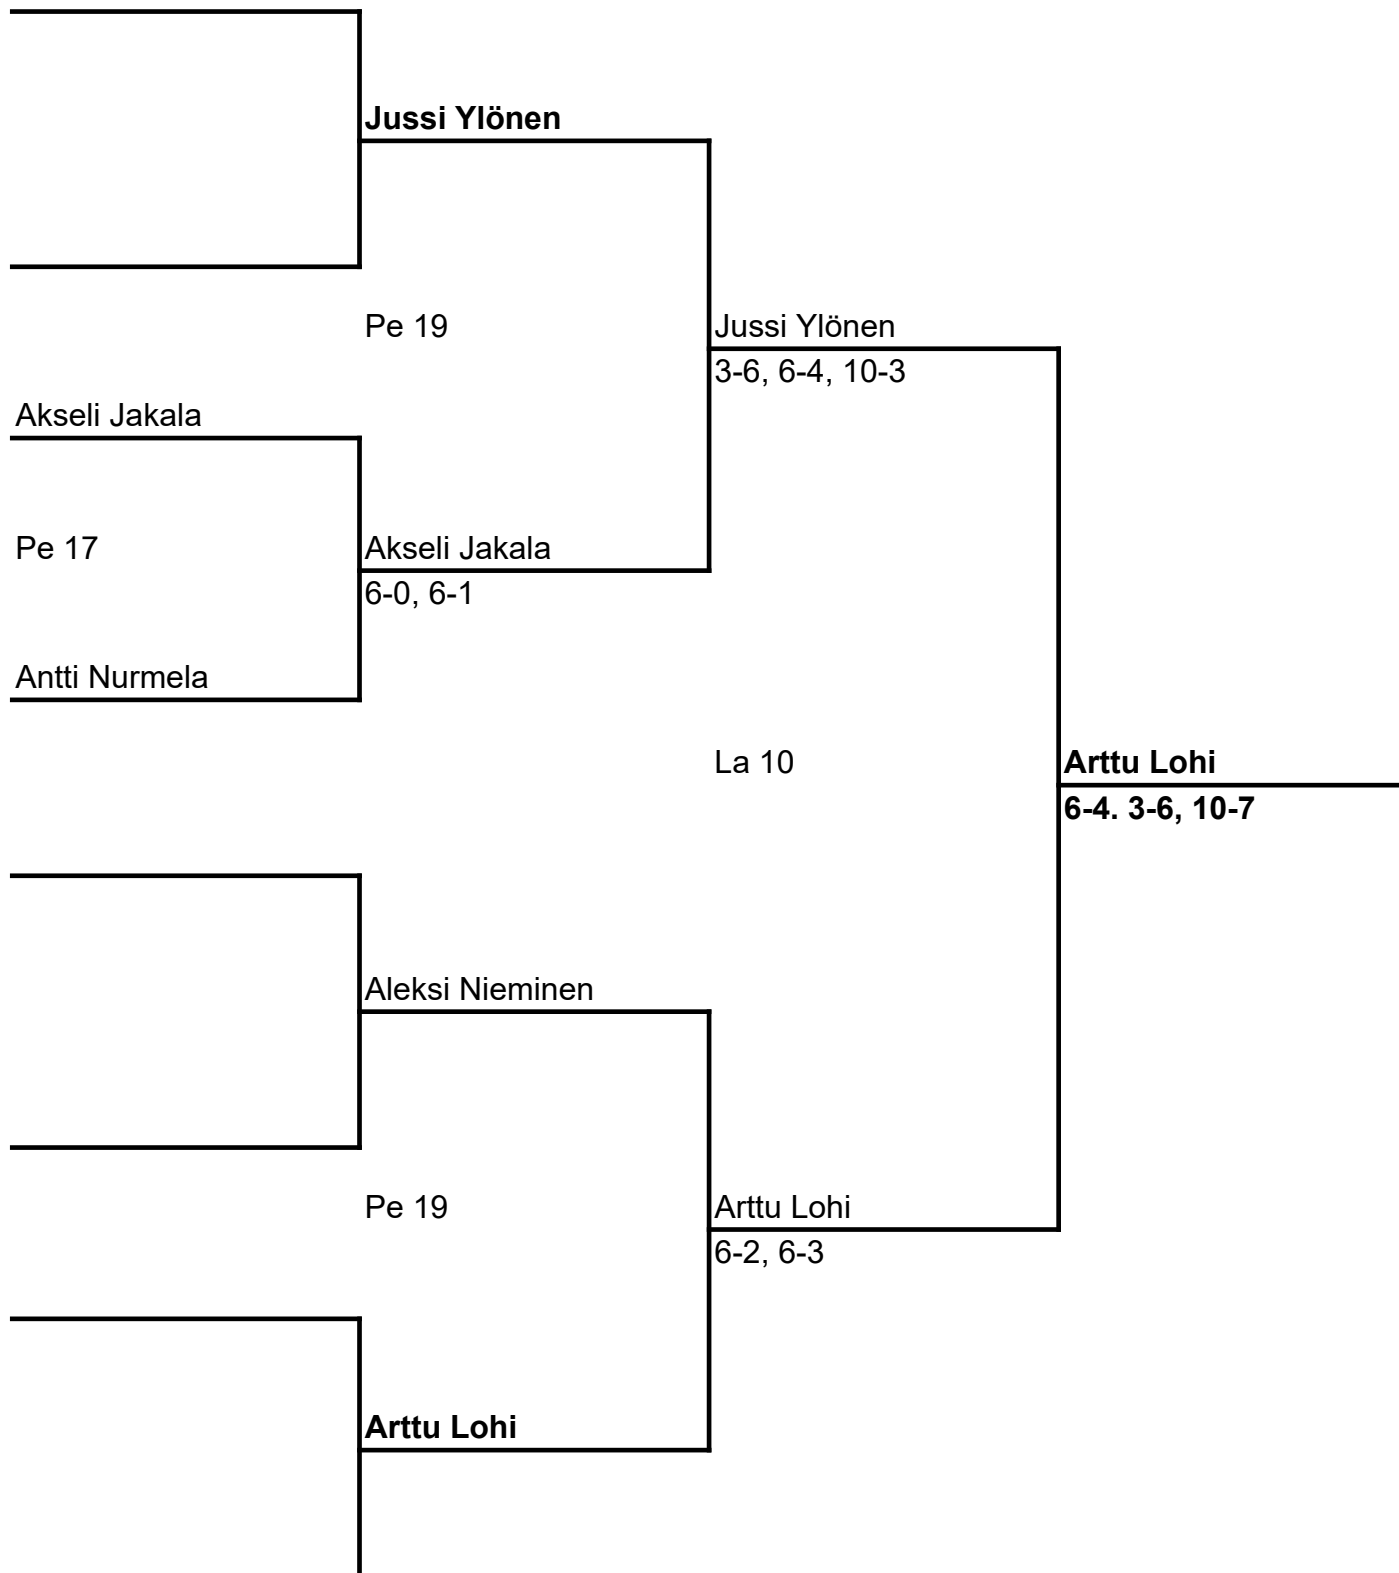 Jussi Ylönen
Pe 19
Jussi Ylönen
3-6, 6-4, 10-3
Akseli Jakala
Pe 17
Akseli Jakala
6-0, 6-1
Antti Nurmela
La 10
Arttu Lohi
6-4. 3-6, 10-7
Aleksi Nieminen
Pe 19
Arttu Lohi
6-2, 6-3
Arttu Lohi